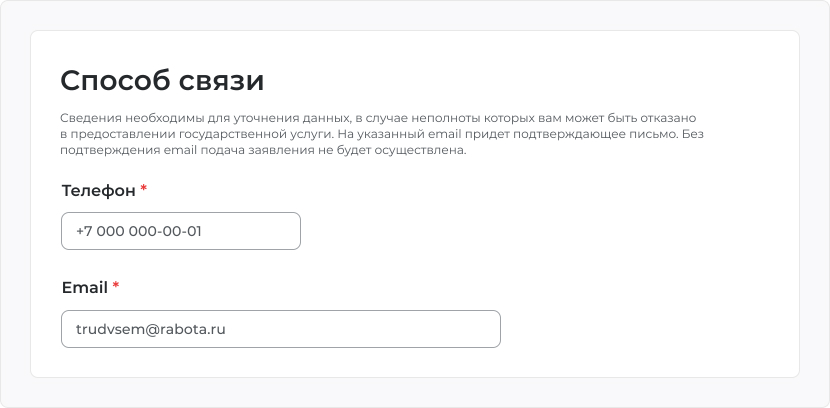 Способ связи
Сведения необходимы для уточнения данных, в случае неполноты которых вам может быть отказано
в предоставлении государственной услуги. На указанный email придет подтверждающее письмо. Без
подтверждения email подача заявления не будет осуществлена.
Телефон *
+7 000 000-00-01
Email *
trudvsem@rabota.ru